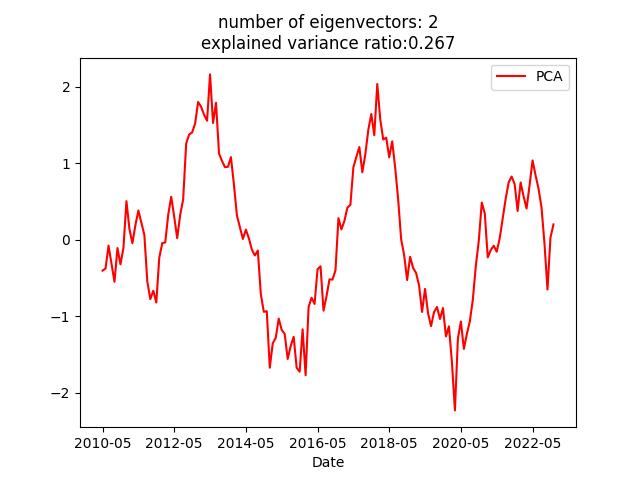 number of eigenvectors: 2
explained variance ratio:0.267
PCA
2
1
0
−1
−2
2010-05 2012-05 2014-05 2016-05 2018-05 2020-05 2022-05
Date